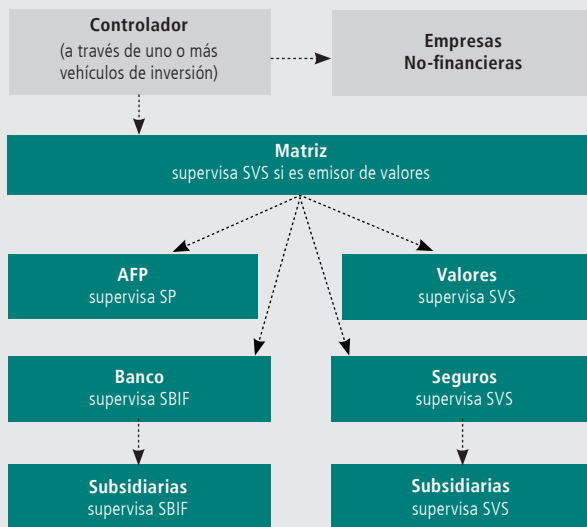 Controlador
(a través de uno o más
vehículos de inversión)
Empresas
No-financieras
Matriz
supervisa SVS si es emisor de valores
AFP
supervisa SP
Valores
supervisa SVS
Banco
supervisa SBIF
Seguros
supervisa SVS
Subsidiarias
supervisa SBIF
Subsidiarias
supervisa SVS